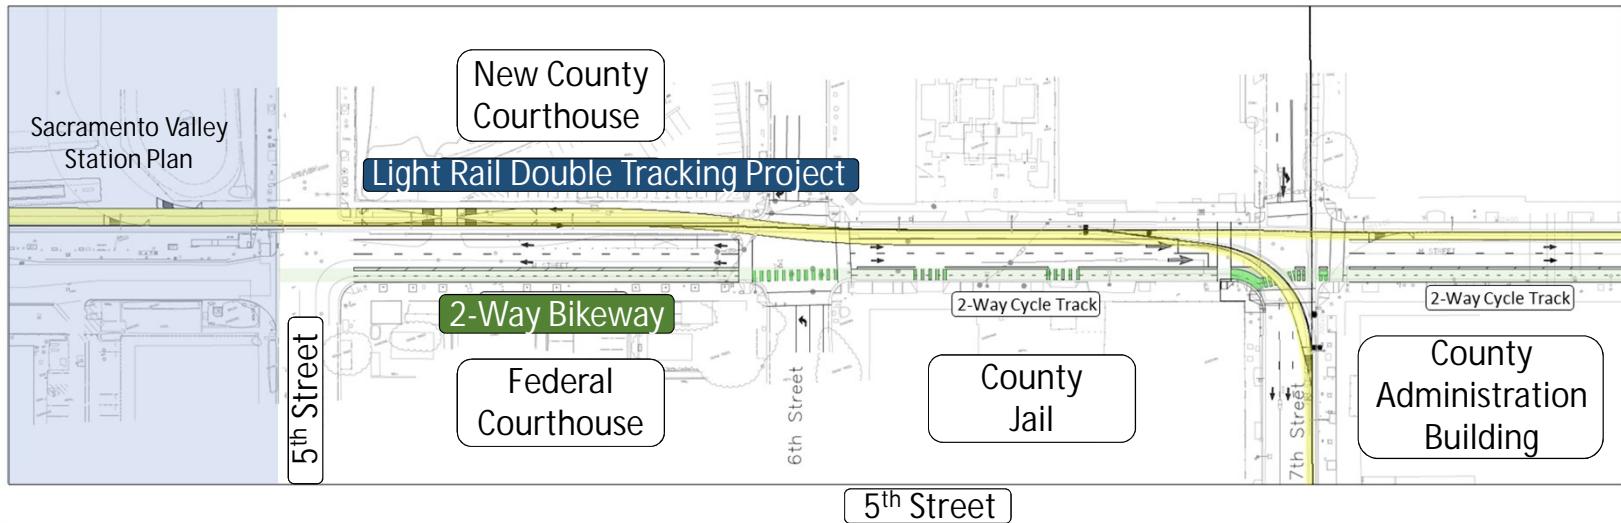 New County
Courthouse
Sacramento Valley
Station Plan
Light Rail Double Tracking Project
H STREET
H STREET
2-Way Bikeway
2-Way Cycle Track
2-Way Cycle Track
5th Street
Federal
Courthouse
6th Street
County
Jail
7th Street
County
Administration
Building
5th Street